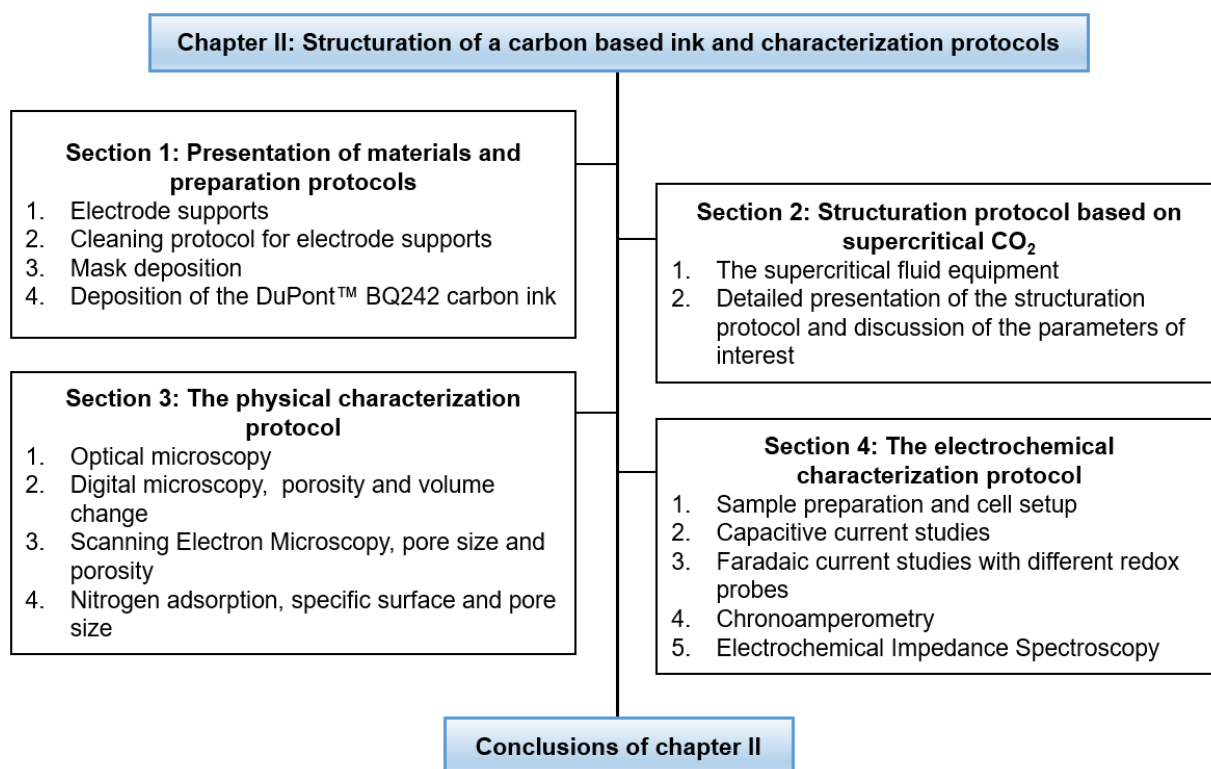 Chapter II: Structuration of a carbon based ink and characterization protocols
Section 1: Presentation of materials and
preparation protocols
1. Electrode supports
2. Cleaning protocol for electrode supports
3. Mask deposition
4. Deposition of the DuPont™ BQ242 carbon ink
Section 2: Structuration protocol based on
supercritical CO₂
1. The supercritical fluid equipment
2. Detailed presentation of the structuration
protocol and discussion of the parameters of
interest
Section 3: The physical characterization
protocol
1. Optical microscopy
2. Digital microscopy, porosity and volume
change
3. Scanning Electron Microscopy, pore size and
porosity
4. Nitrogen adsorption, specific surface and pore
size
Section 4: The electrochemical
characterization protocol
1. Sample preparation and cell setup
2. Capacitive current studies
3. Faradaic current studies with different redox
probes
4. Chronoamperometry
5. Electrochemical Impedance Spectroscopy
Conclusions of chapter II